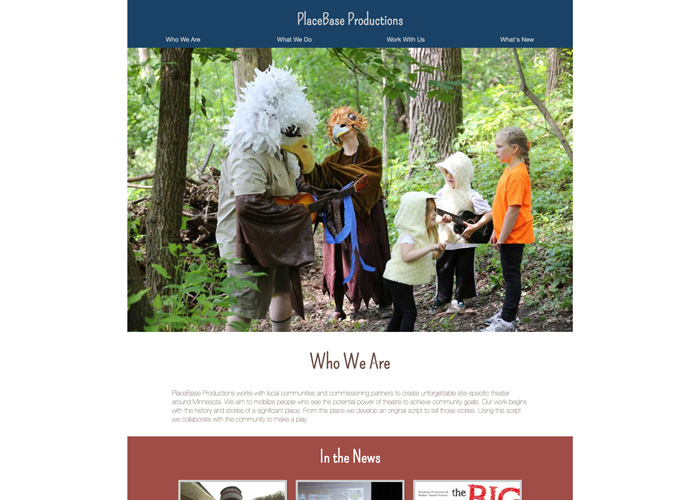 PlaceBase Productions
Who We Are
What We Do
Work With Us
What's New
Who We Are
PlaceBase Productions works with local communities and commissioning partners to create unforgettable site-specific theater
around Minnesota. We aim to mobilize people who see the potential power of theatre to achieve community goals. Our work begins
with the history and stories of a significant place. From this place we develop an original script to tell those stories. Using this script
we collaborate with the community to make a play.
In the News
the BIG